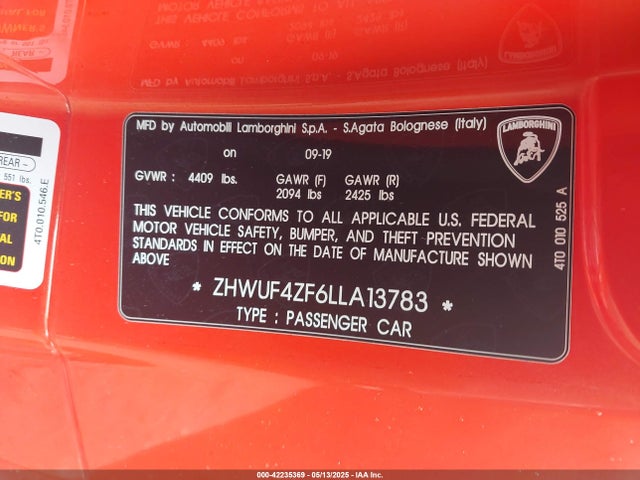 MFD by Automobili Lamborghini S.p.A. - S.Agata Bolognese (Italy)
on 09-19
GVWR : 4409 lbs. GAWR (F) GAWR (R)
2094 lbs 2425 lbs
THIS VEHICLE CONFORMS TO ALL APPLICABLE U.S. FEDERAL
MOTOR VEHICLE SAFETY, BUMPER, AND THEFT PREVENTION
STANDARDS IN EFFECT ON THE DATE OF MANUFACTURE SHOWN
ABOVE
* ZHWUF4ZF6LLA13783 *
TYPE : PASSENGER CAR
LAMBORGHINI
4T0 010 525 A
REAR
551 lbs.
FOR
4T0.010.546.E
000-42235369 05/13/2025 IAA Inc.